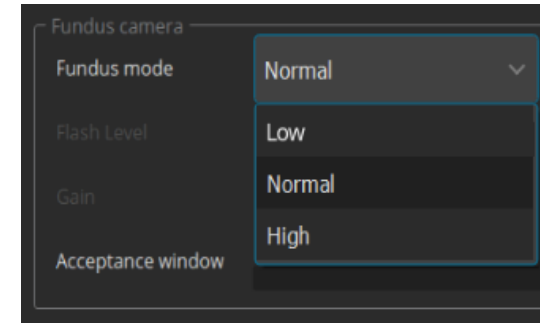 Fundus camera
Fundus mode Normal
Flash Level Low
Gain Normal
High
Acceptance window